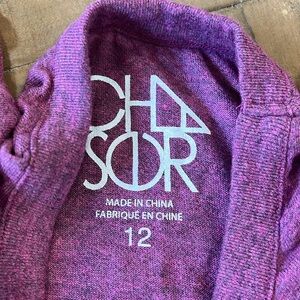 CHA
SER
MADE IN CHINA
FABRIQUÉ EN CHINE
12